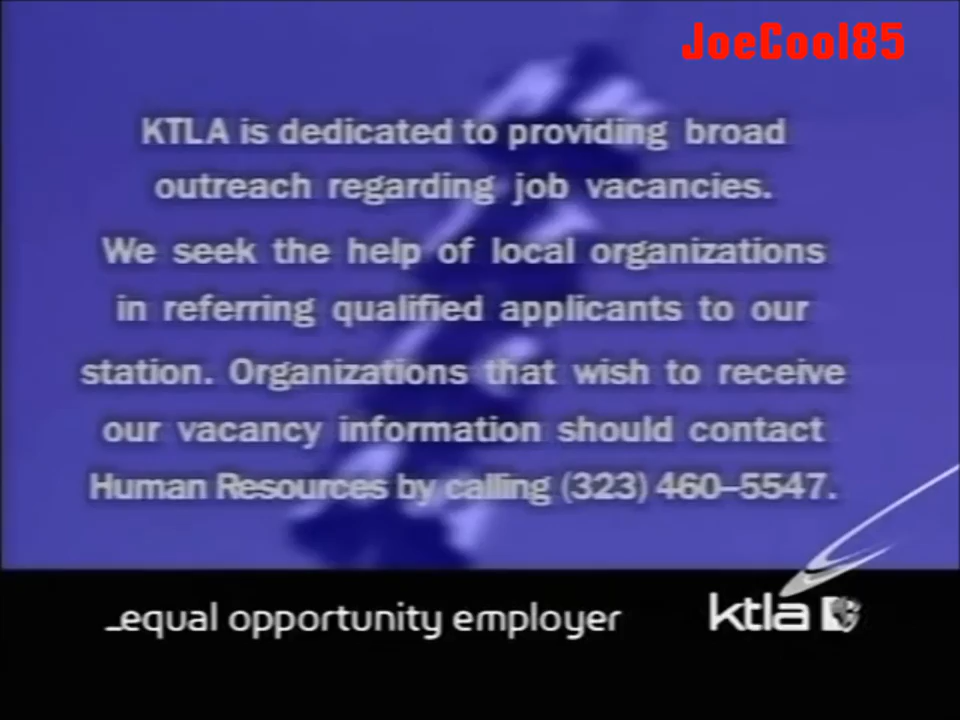 JoeCool85
KTLA is dedicated to providing broad
outreach regarding job vacancies.
We seek the help of local organizations
in referring qualified applicants to our
station. Organizations that wish to receive
our vacancy information should contact
Human Resources by calling (323) 460–5547.
_equal opportunity employer
ktla